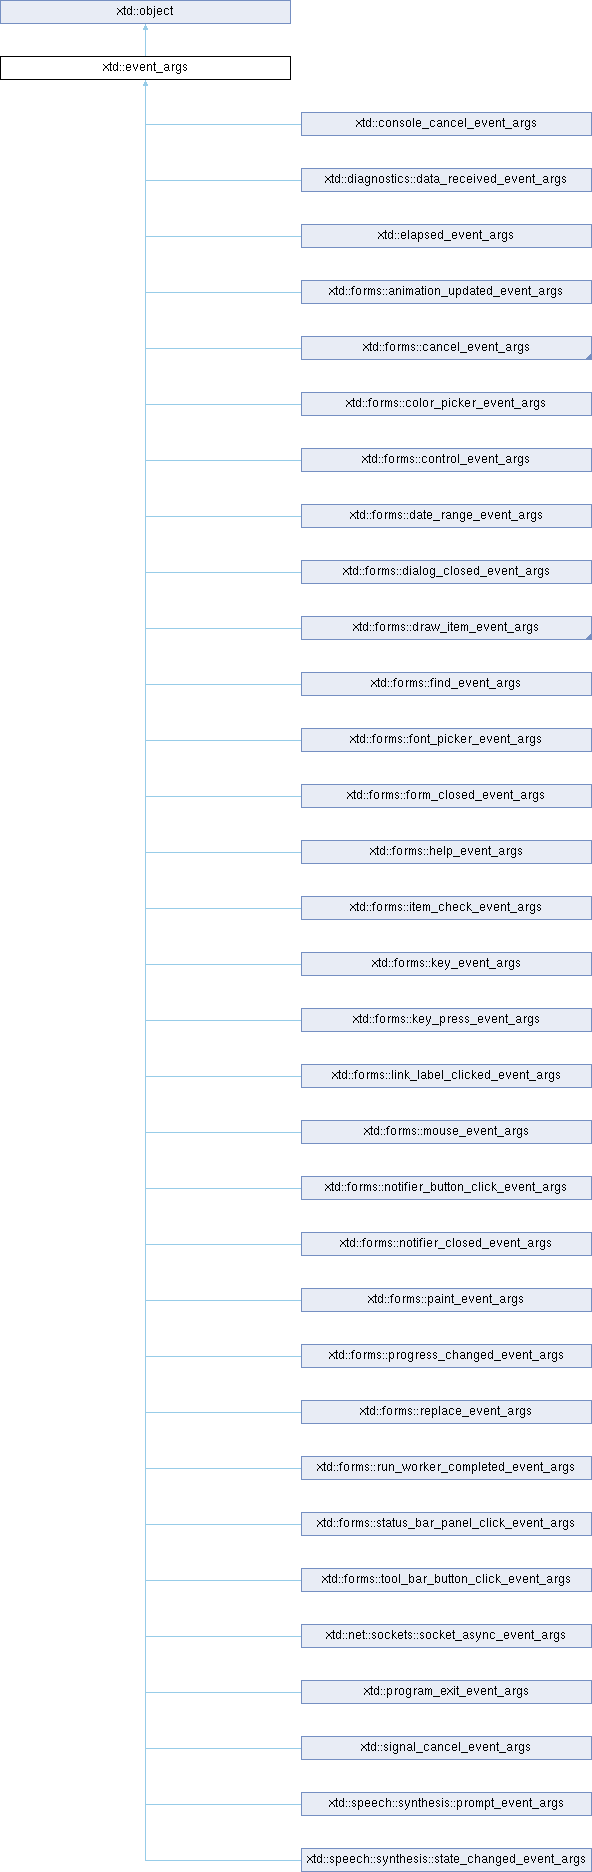 xtd::object
xtd::event_args
xtd::console_cancel_event_args
xtd::diagnostics::data_received_event_args
xtd::elapsed_event_args
xtd::forms::animation_updated_event_args
xtd::forms::cancel_event_args
xtd::forms::color_picker_event_args
xtd::forms::control_event_args
xtd::forms::date_range_event_args
xtd::forms::dialog_closed_event_args
xtd::forms::draw_item_event_args
xtd::forms::find_event_args
xtd::forms::font_picker_event_args
xtd::forms::form_closed_event_args
xtd::forms::help_event_args
xtd::forms::item_check_event_args
xtd::forms::key_event_args
xtd::forms::key_press_event_args
xtd::forms::link_label_clicked_event_args
xtd::forms::mouse_event_args
xtd::forms::notifier_button_click_event_args
xtd::forms::notifier_closed_event_args
xtd::forms::paint_event_args
xtd::forms::progress_changed_event_args
xtd::forms::replace_event_args
xtd::forms::run_worker_completed_event_args
xtd::forms::status_bar_panel_click_event_args
xtd::forms::tool_bar_button_click_event_args
xtd::net::sockets::socket_async_event_args
xtd::program_exit_event_args
xtd::signal_cancel_event_args
xtd::speech::synthesis::prompt_event_args
xtd::speech::synthesis::state_changed_event_args